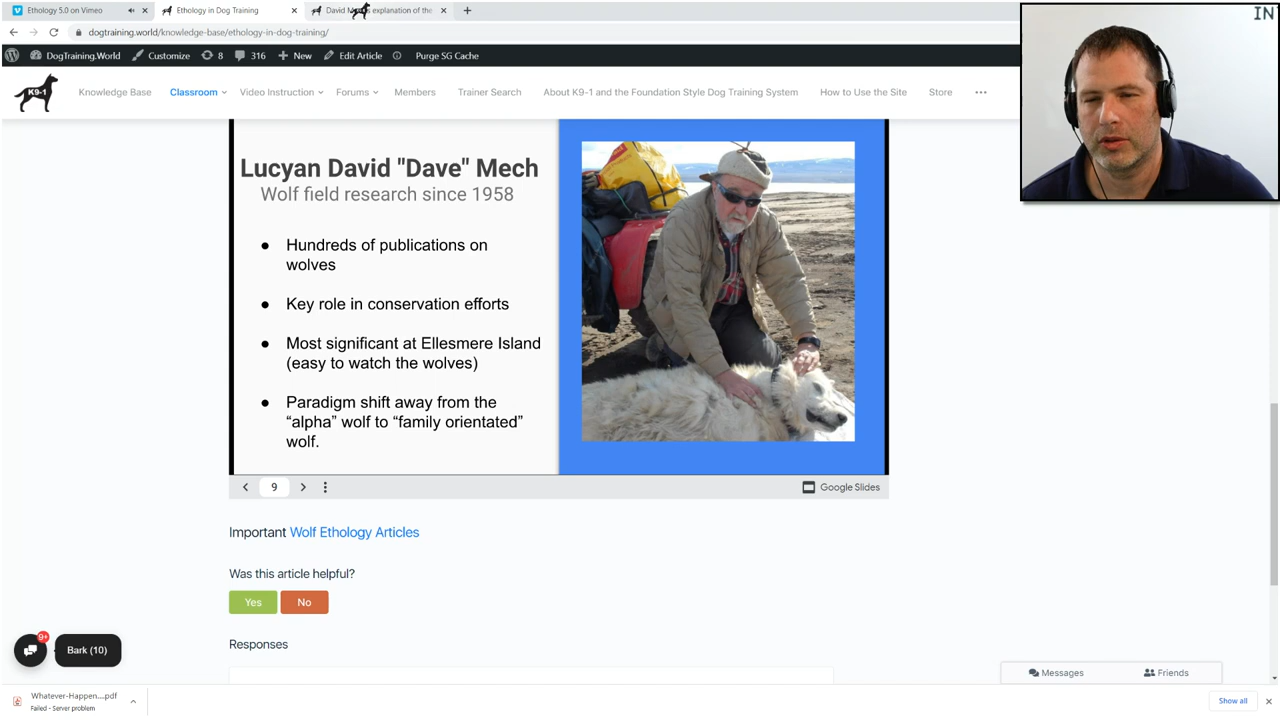 Ethology 5.0 on Vimeo
Ethology in Dog Training
David M
s explanation of the
dogtraining.world/knowledge-base/ethology-in-dog-training/
DogTraining.World
Customize
8
316
New
Edit Article
Purge SG Cache
IN
K9-1
Knowledge Base
Classroom
Video Instruction
Forums
Members
Trainer Search
About K9-1 and the Foundation Style Dog Training System
How to Use the Site
Store
Lucyan David "Dave" Mech
Wolf field research since 1958
● Hundreds of publications on
wolves
● Key role in conservation efforts
● Most significant at Ellesmere Island
(easy to watch the wolves)
● Paradigm shift away from the
“alpha” wolf to “family orientated”
wolf.
9
Google Slides
Important Wolf Ethology Articles
Was this article helpful?
Yes
No
Responses
9+
Bark (10)
Messages
Friends
Whatever-Happen....pdf
Failed - Server problem
Show all